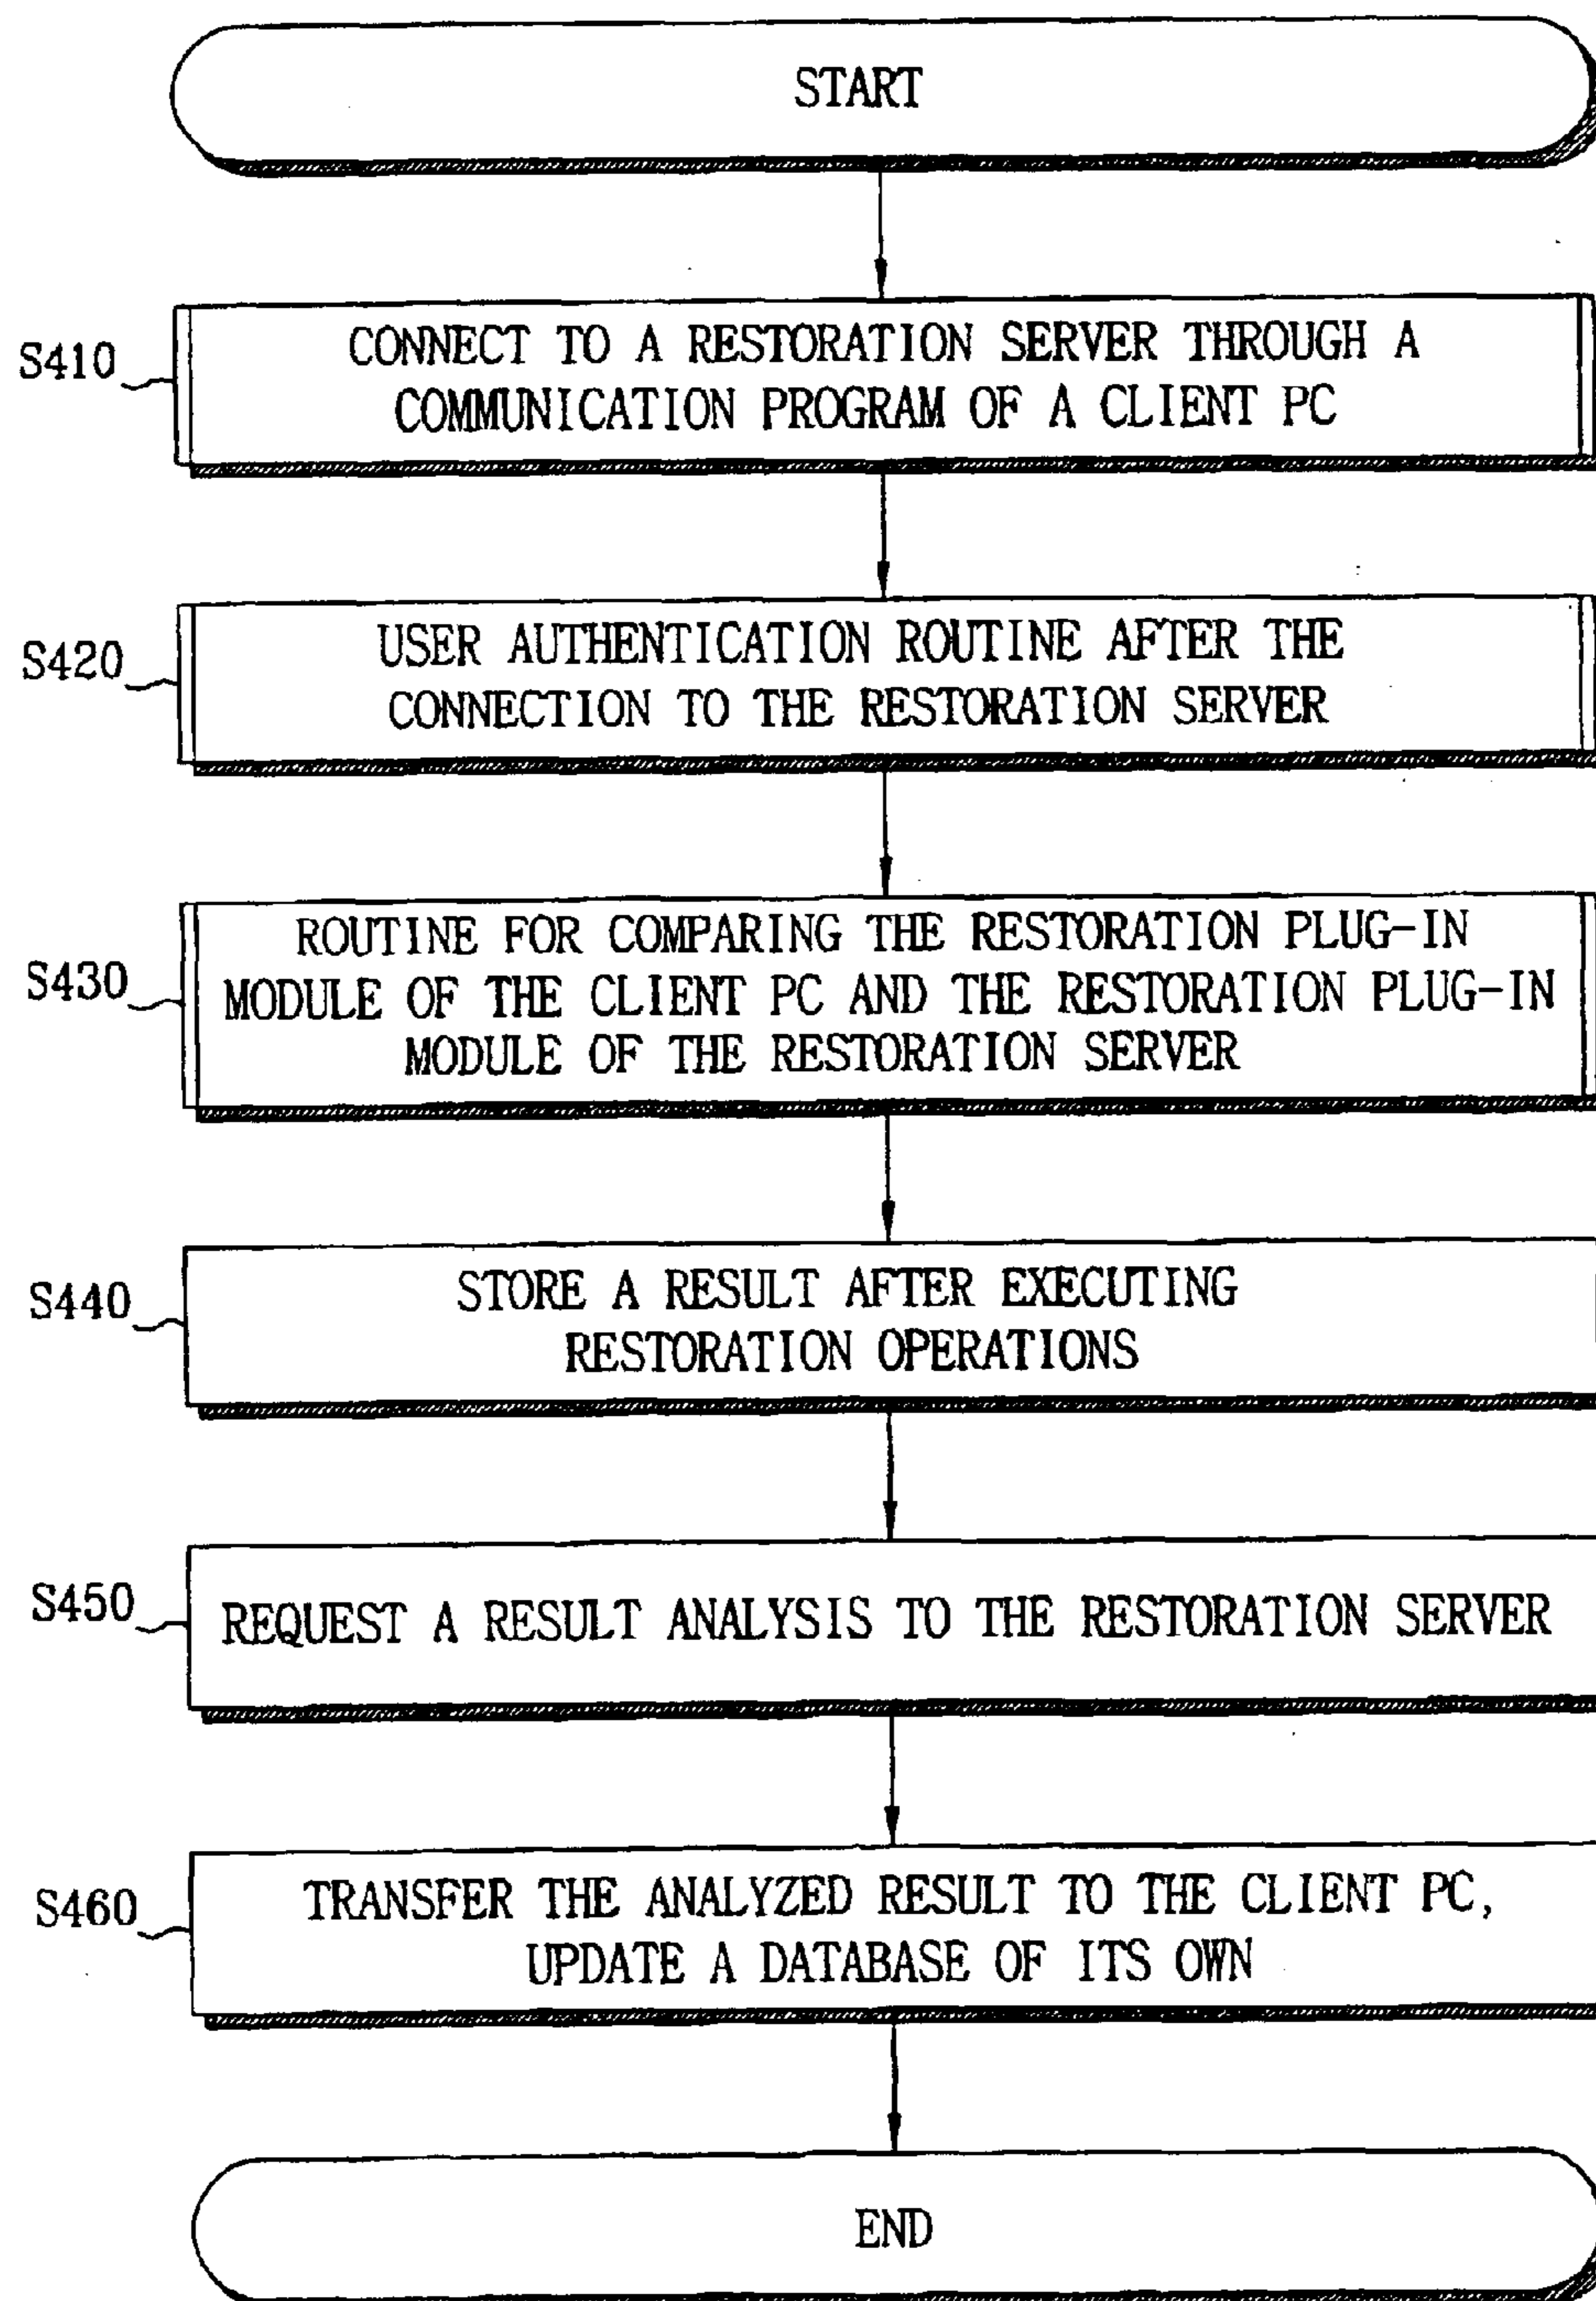 START
S410
CONNECT TO A RESTORATION SERVER THROUGH A
COMMUNICATION PROGRAM OF A CLIENT PC
S420
USER AUTHENTICATION ROUTINE AFTER THE
CONNECTION TO THE RESTORATION SERVER
S430
ROUTINE FOR COMPARING THE RESTORATION PLUG-IN
MODULE OF THE CLIENT PC AND THE RESTORATION PLUG-IN
MODULE OF THE RESTORATION SERVER
S440
STORE A RESULT AFTER EXECUTING
RESTORATION OPERATIONS
S450
REQUEST A RESULT ANALYSIS TO THE RESTORATION SERVER
S460
TRANSFER THE ANALYZED RESULT TO THE CLIENT PC,
UPDATE A DATABASE OF ITS OWN
END